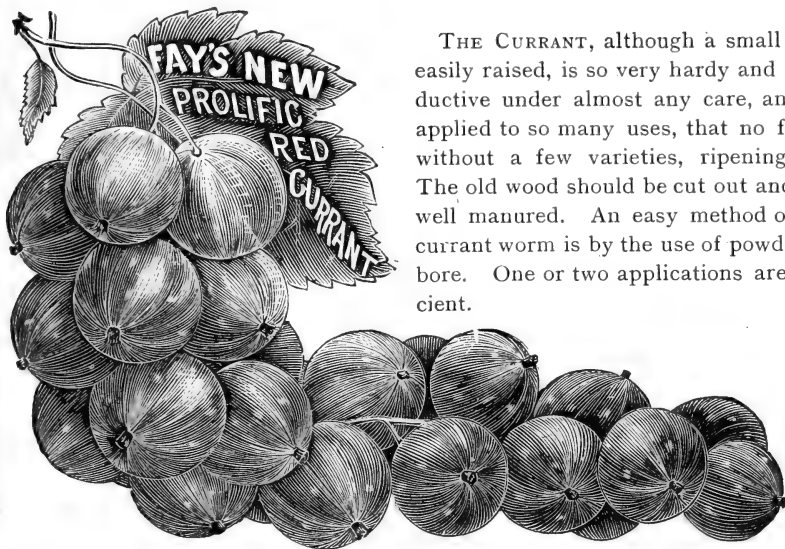 FAY'S NEW
PROLIFIC
RED
CURRANT
THE CURRANT, although a small
easily raised, is so very hardy and
ductive under almost any care, an
applied to so many uses, that no f
without a few varieties, ripening
The old wood should be cut out and
well manured. An easy method o
currant worm is by the use of powd
bore. One or two applications are
cient.